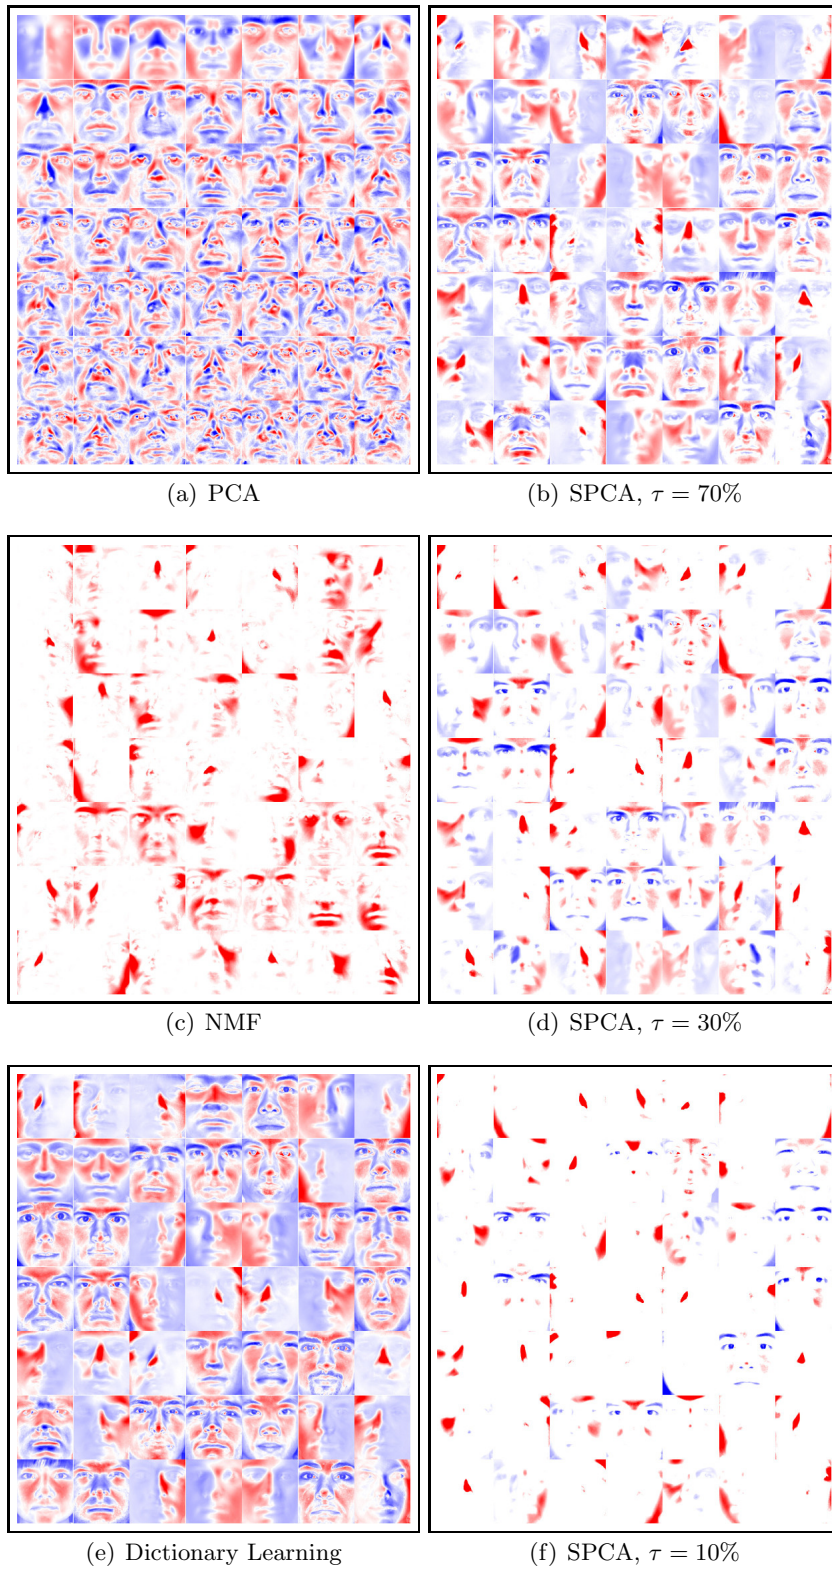 (a) PCA
(b) SPCA, τ = 70%
(c) NMF
(d) SPCA, τ = 30%
(e) Dictionary Learning
(f) SPCA, τ = 10%